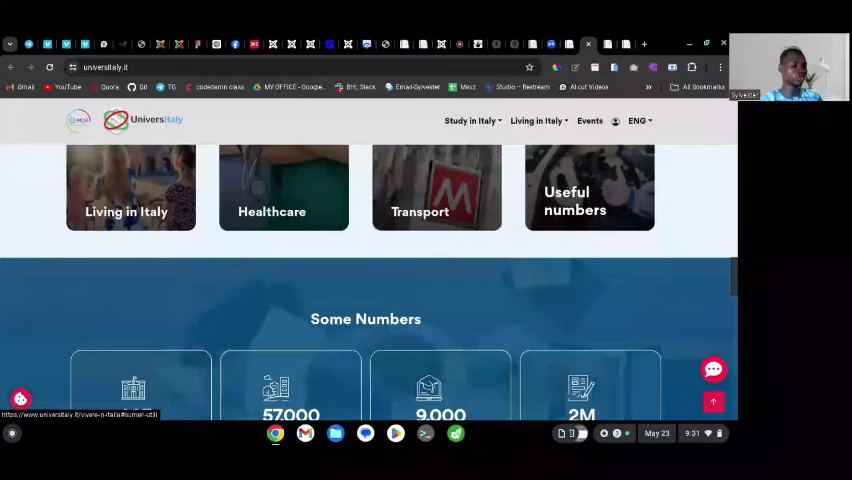 universitaly.it
Gmail
YouTube
Quora
Git
TG
codedamn class
MY OFFICE - Google...
BHL Slack
Email-Sylvester
Studio – Restream
AI cut Videos
»
All Bookmarks
Sylvester
UniversItaly
Study in Italy
Living in Italy
Events
ENG
Living in Italy
Healthcare
Transport
Useful
numbers
Some Numbers
57.000
9.000
2M
https://www.universitaly.it/vivere-in-italia#numeri-utili
May 23
9:31